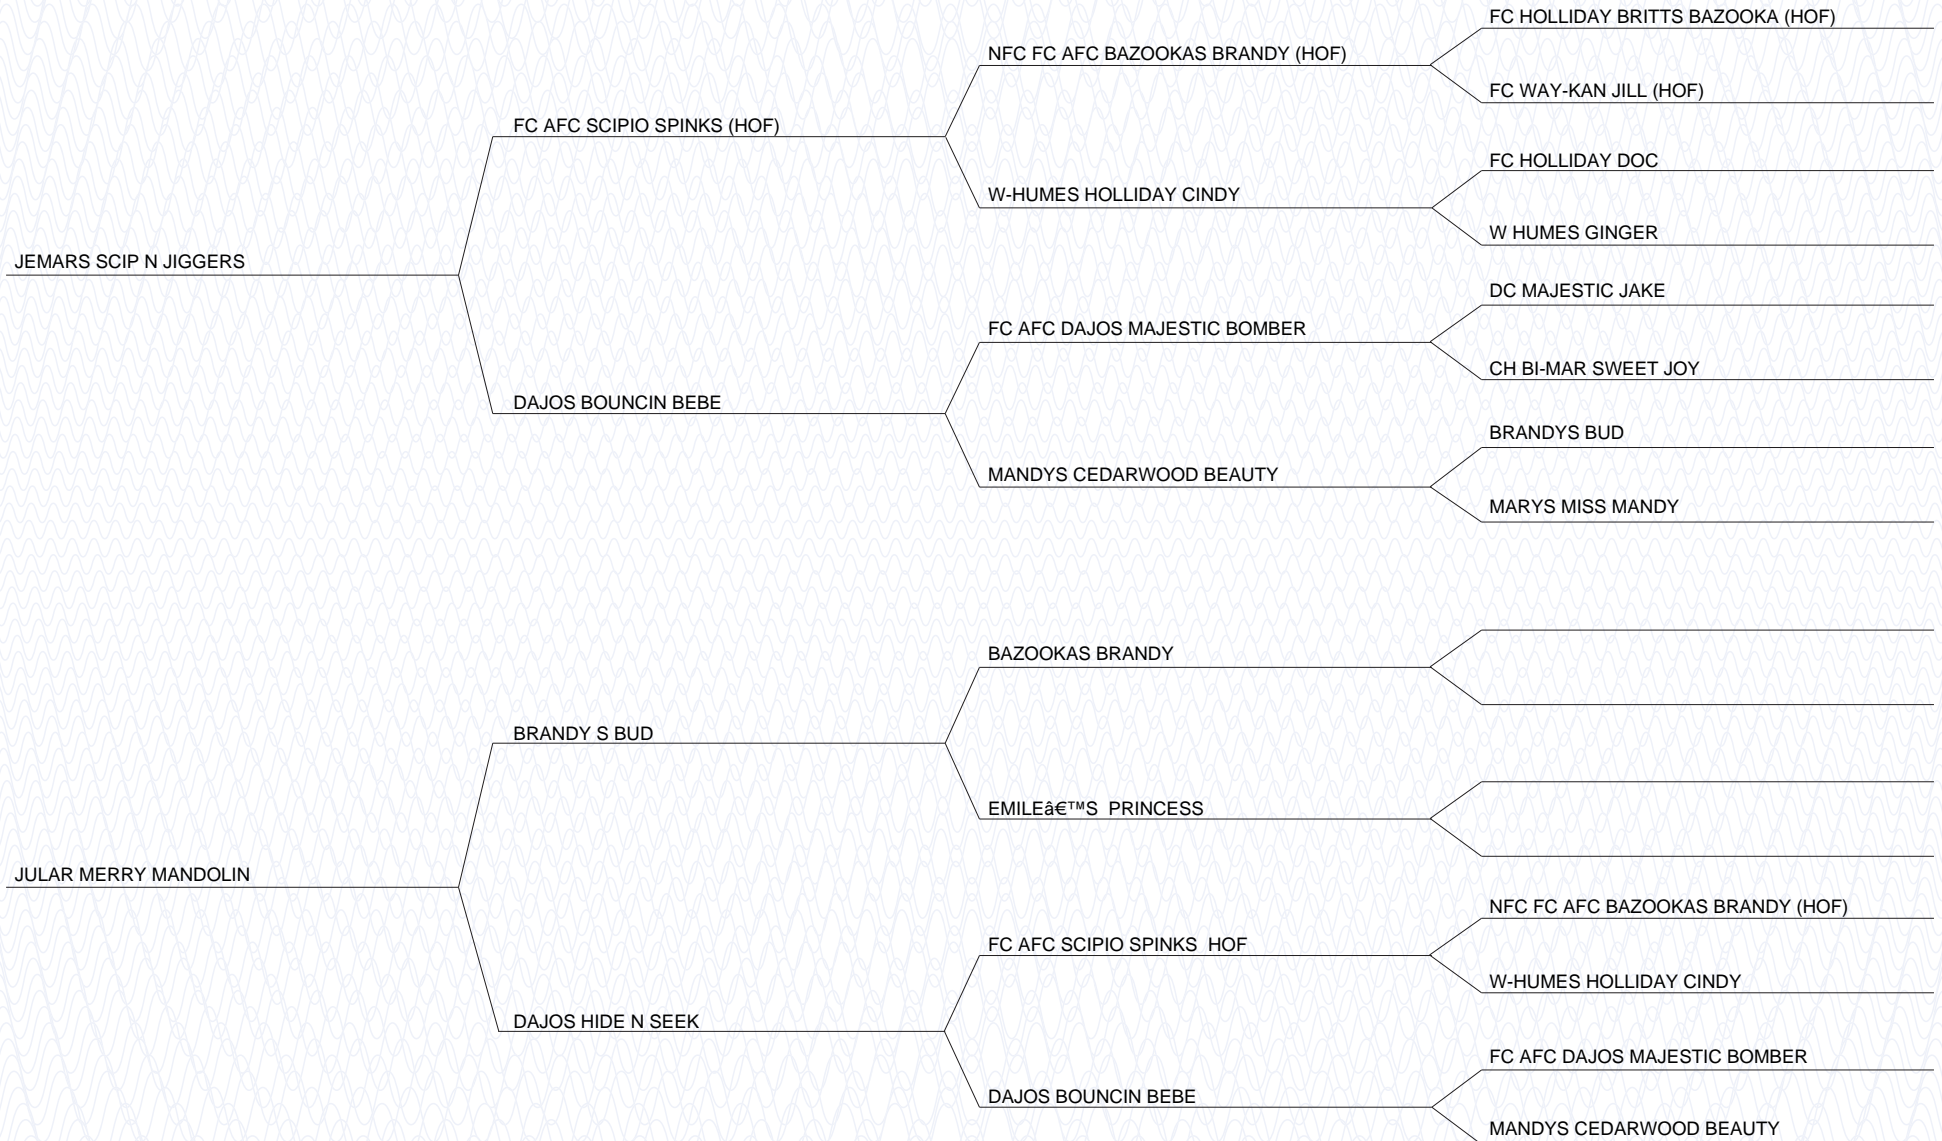 FC HOLLIDAY BRITTS BAZOOKA (HOF)
NFC FC AFC BAZOOKAS BRANDY (HOF)
FC WAY-KAN JILL (HOF)
FC AFC SCIPIO SPINKS (HOF)
FC HOLLIDAY DOC
W-HUMES HOLLIDAY CINDY
W HUMES GINGER
JEMARS SCIP N JIGGERS
DC MAJESTIC JAKE
FC AFC DAJOS MAJESTIC BOMBER
CH BI-MAR SWEET JOY
DAJOS BOUNCIN BEBE
BRANDYS BUD
MANDYS CEDARWOOD BEAUTY
MARYS MISS MANDY
BAZOOKAS BRANDY
BRANDY S BUD
EMILEâ€™S  PRINCESS
JULAR MERRY MANDOLIN
NFC FC AFC BAZOOKAS BRANDY (HOF)
FC AFC SCIPIO SPINKS  HOF
W-HUMES HOLLIDAY CINDY
DAJOS HIDE N SEEK
FC AFC DAJOS MAJESTIC BOMBER
DAJOS BOUNCIN BEBE
MANDYS CEDARWOOD BEAUTY